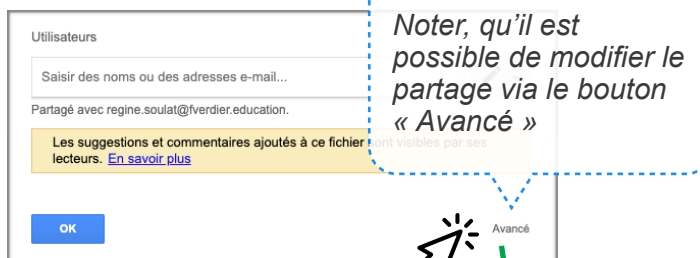 Utilisateurs
Saisir des noms ou des adresses e-mail...
Partagé avec regine.soulat@fverdier.education.
Les suggestions et commentaires ajoutés à ce fichier sont visibles par ses
lecteurs. En savoir plus
OK
Avancé
Noter, qu’il est
possible de modifier le
partage via le bouton
« Avancé »